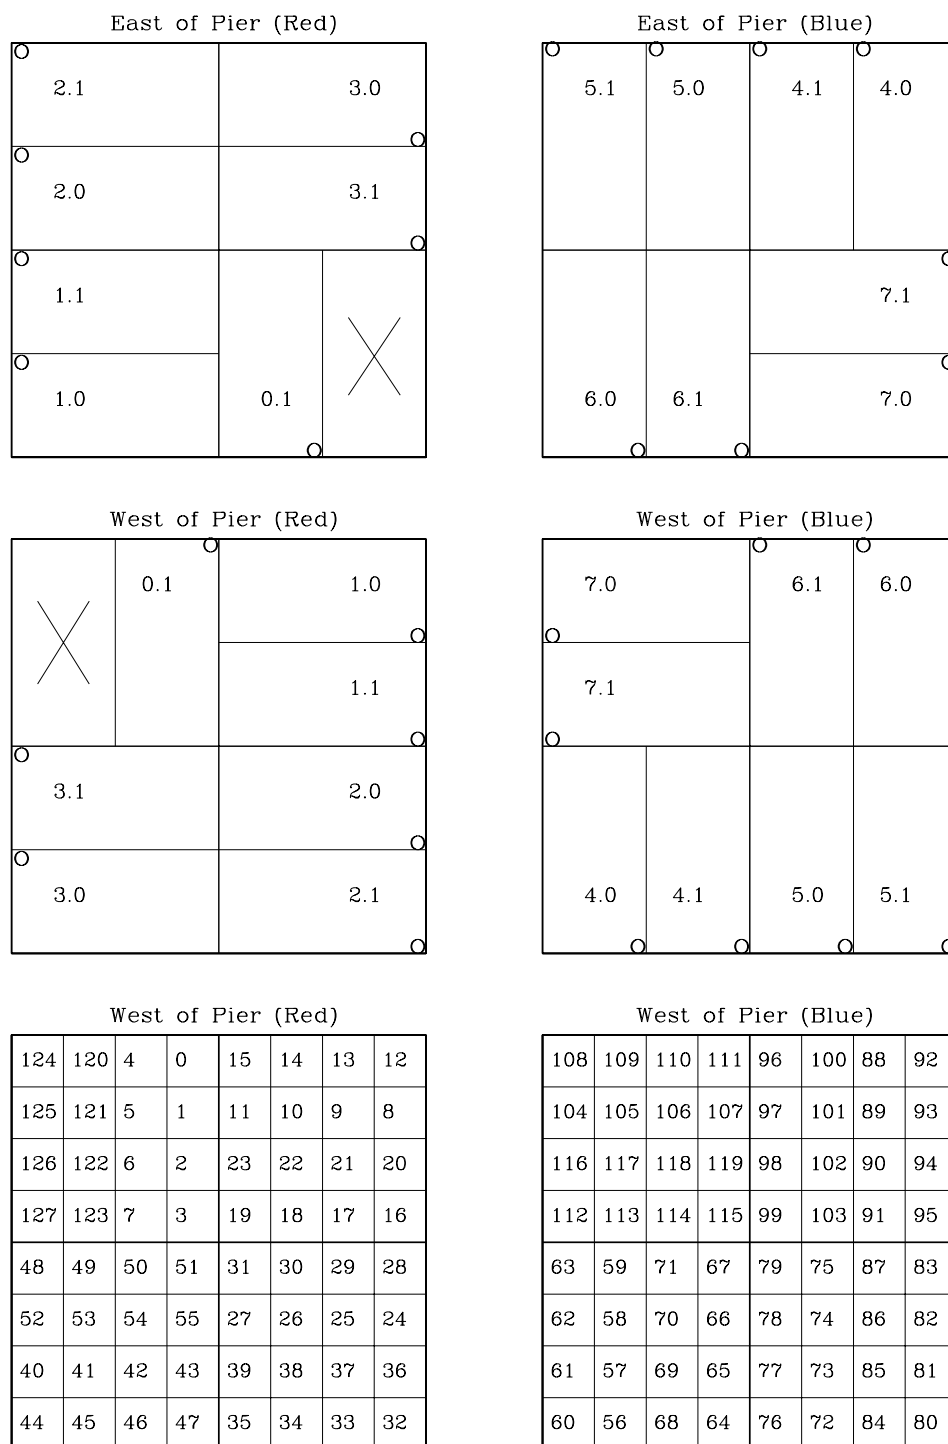 East of Pier (Red) East of Pier (Blue)
2.1 3.0 5.1 5.0 4.1 4.0
2.0 3.1
1.1 7.1
1.0 0.1 6.0 6.1 7.0
West of Pier (Red) West of Pier (Blue)
0.1 1.0 7.0 6.1 6.0
1.1 7.1
3.1 2.0
3.0 2.1 4.0 4.1 5.0 5.1
West of Pier (Red) West of Pier (Blue)
124 120 4 0 15 14 13 12 108 109 110 111 96 100 88 92
125 121 5 1 11 10 9 8 104 105 106 107 97 101 89 93
126 122 6 2 23 22 21 20 116 117 118 119 98 102 90 94
127 123 7 3 19 18 17 16 112 113 114 115 99 103 91 95
48 49 50 51 31 30 29 28 63 59 71 67 79 75 87 83
52 53 54 55 27 26 25 24 62 58 70 66 78 74 86 82
40 41 42 43 39 38 37 36 61 57 69 65 77 73 85 81
44 45 46 47 35 34 33 32 60 56 68 64 76 72 84 80